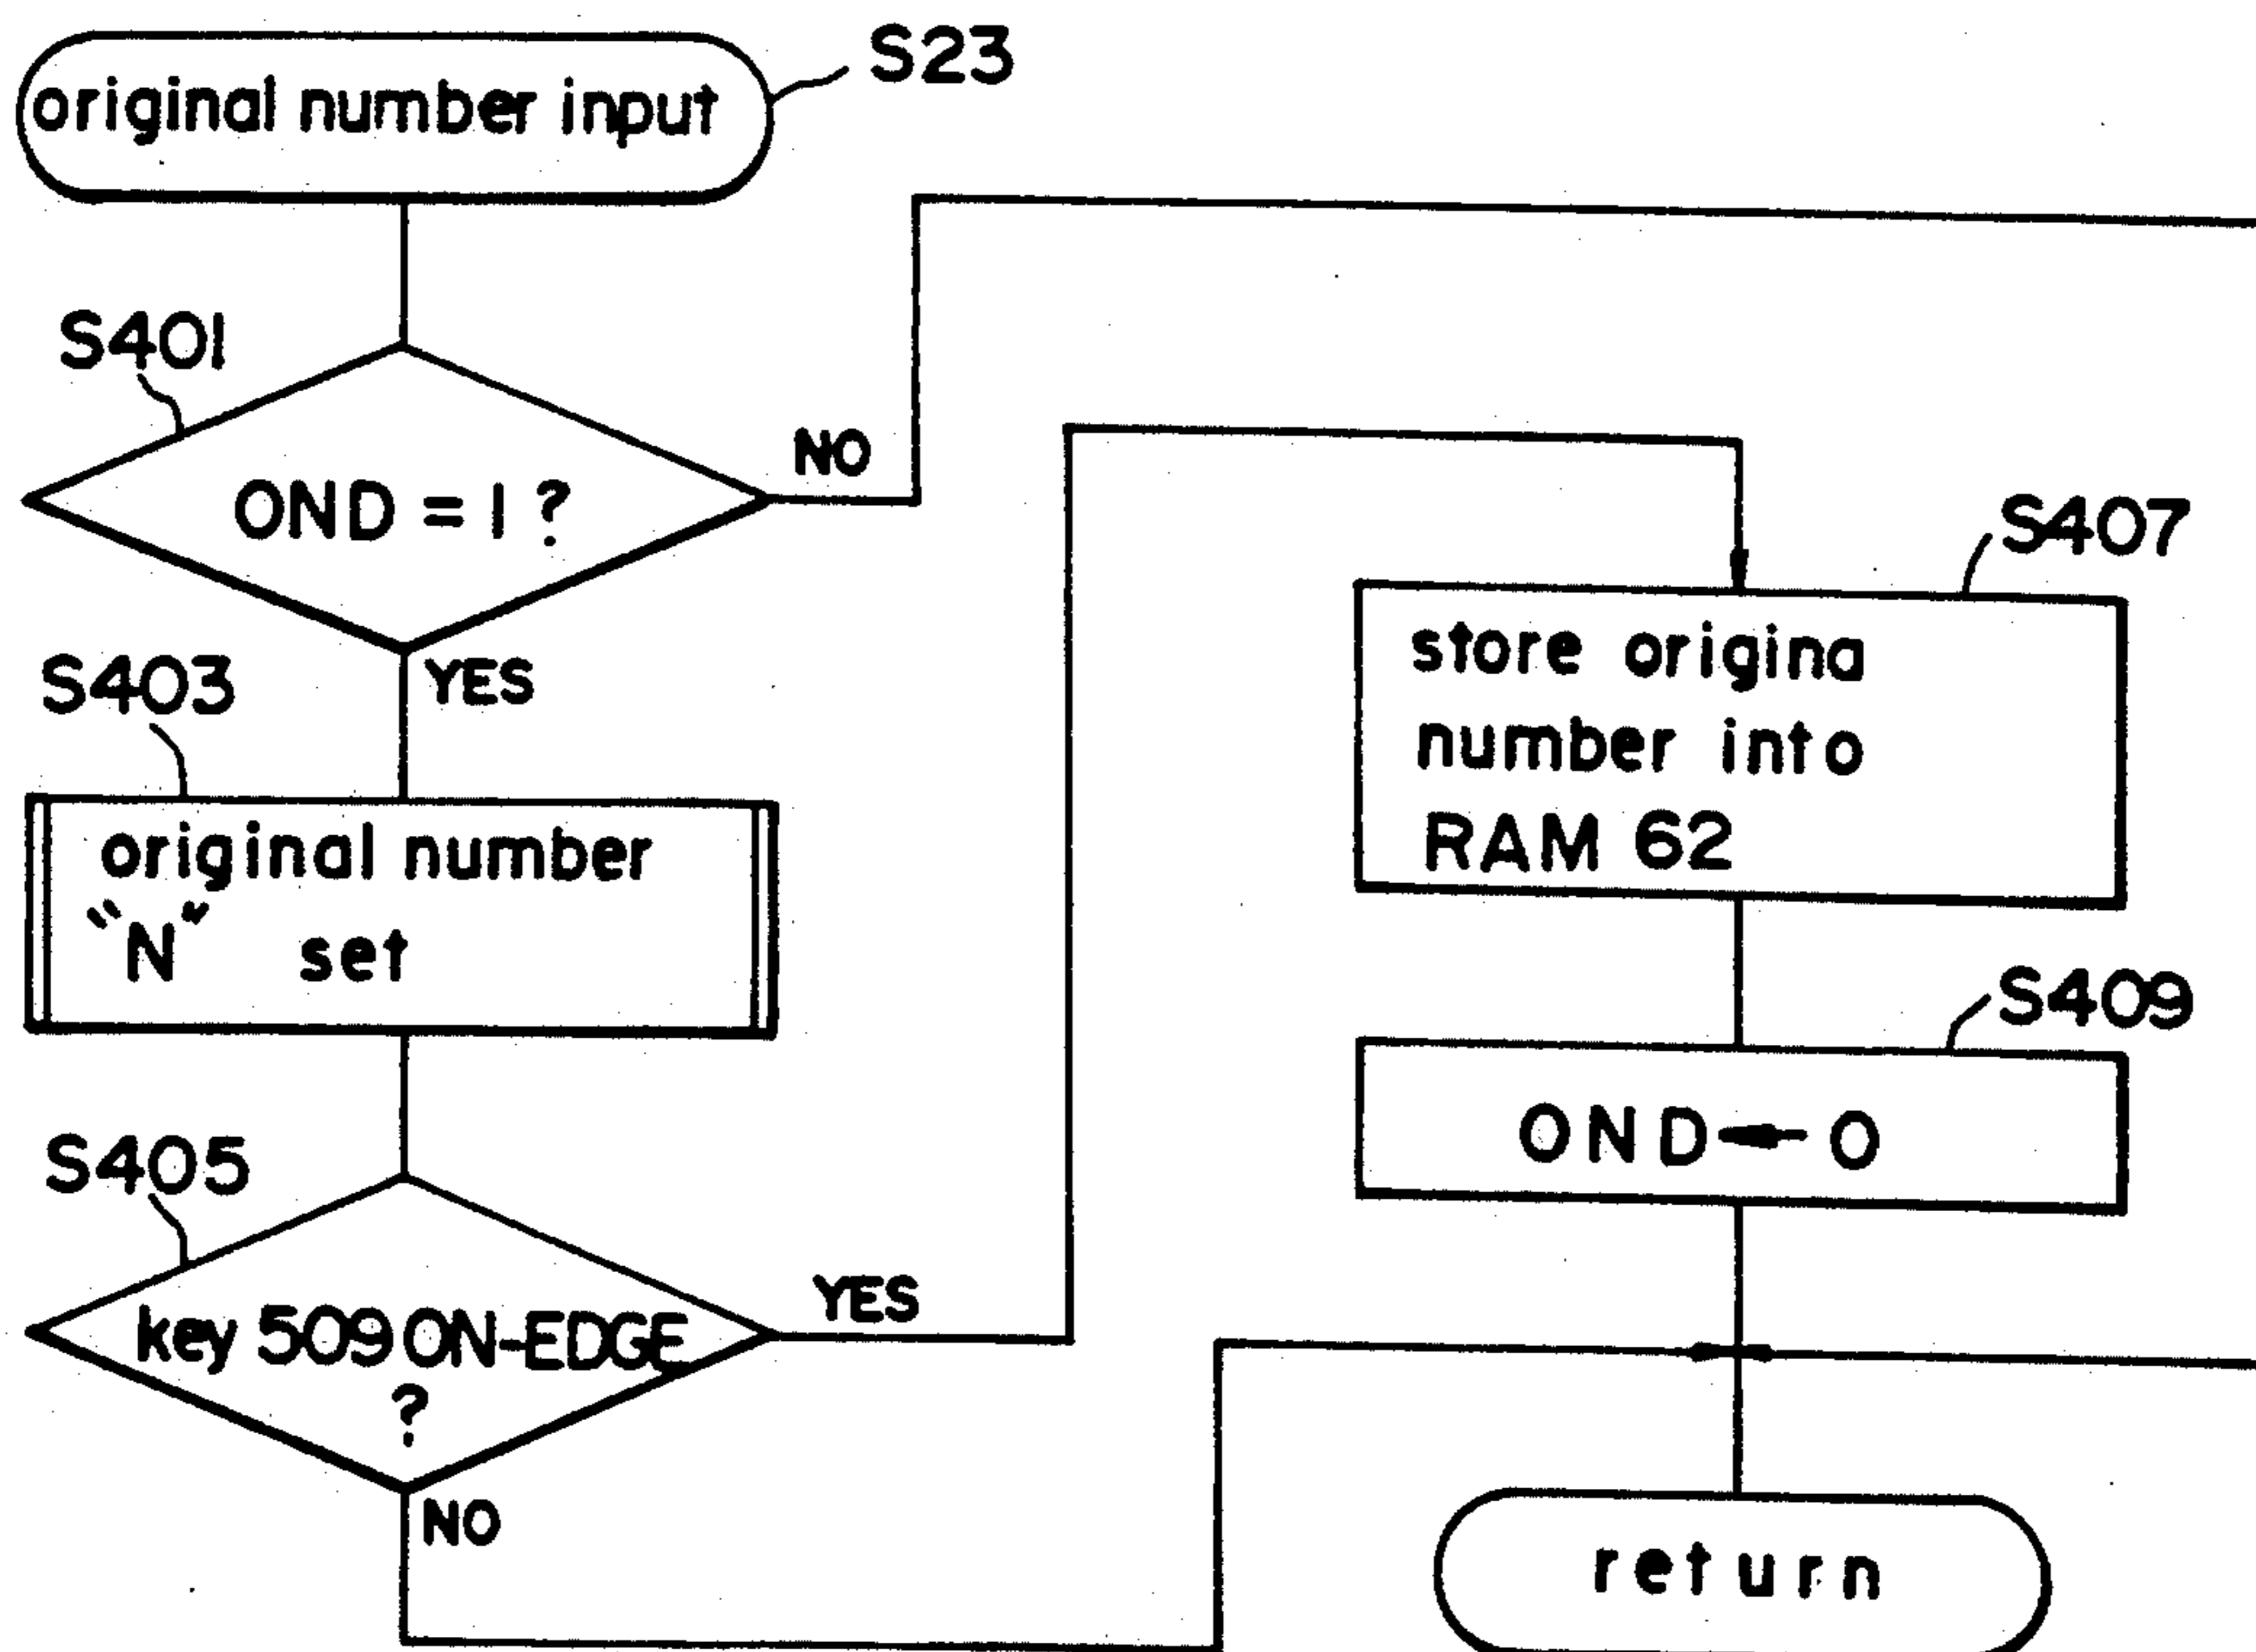 original number input
S23
S401
OND = 1 ?
NO
YES
S403
original number
"N" set
S405
key 509 ON-EDGE
?
YES
NO
S407
store origina
number into
RAM 62
S409
OND ← 0
return